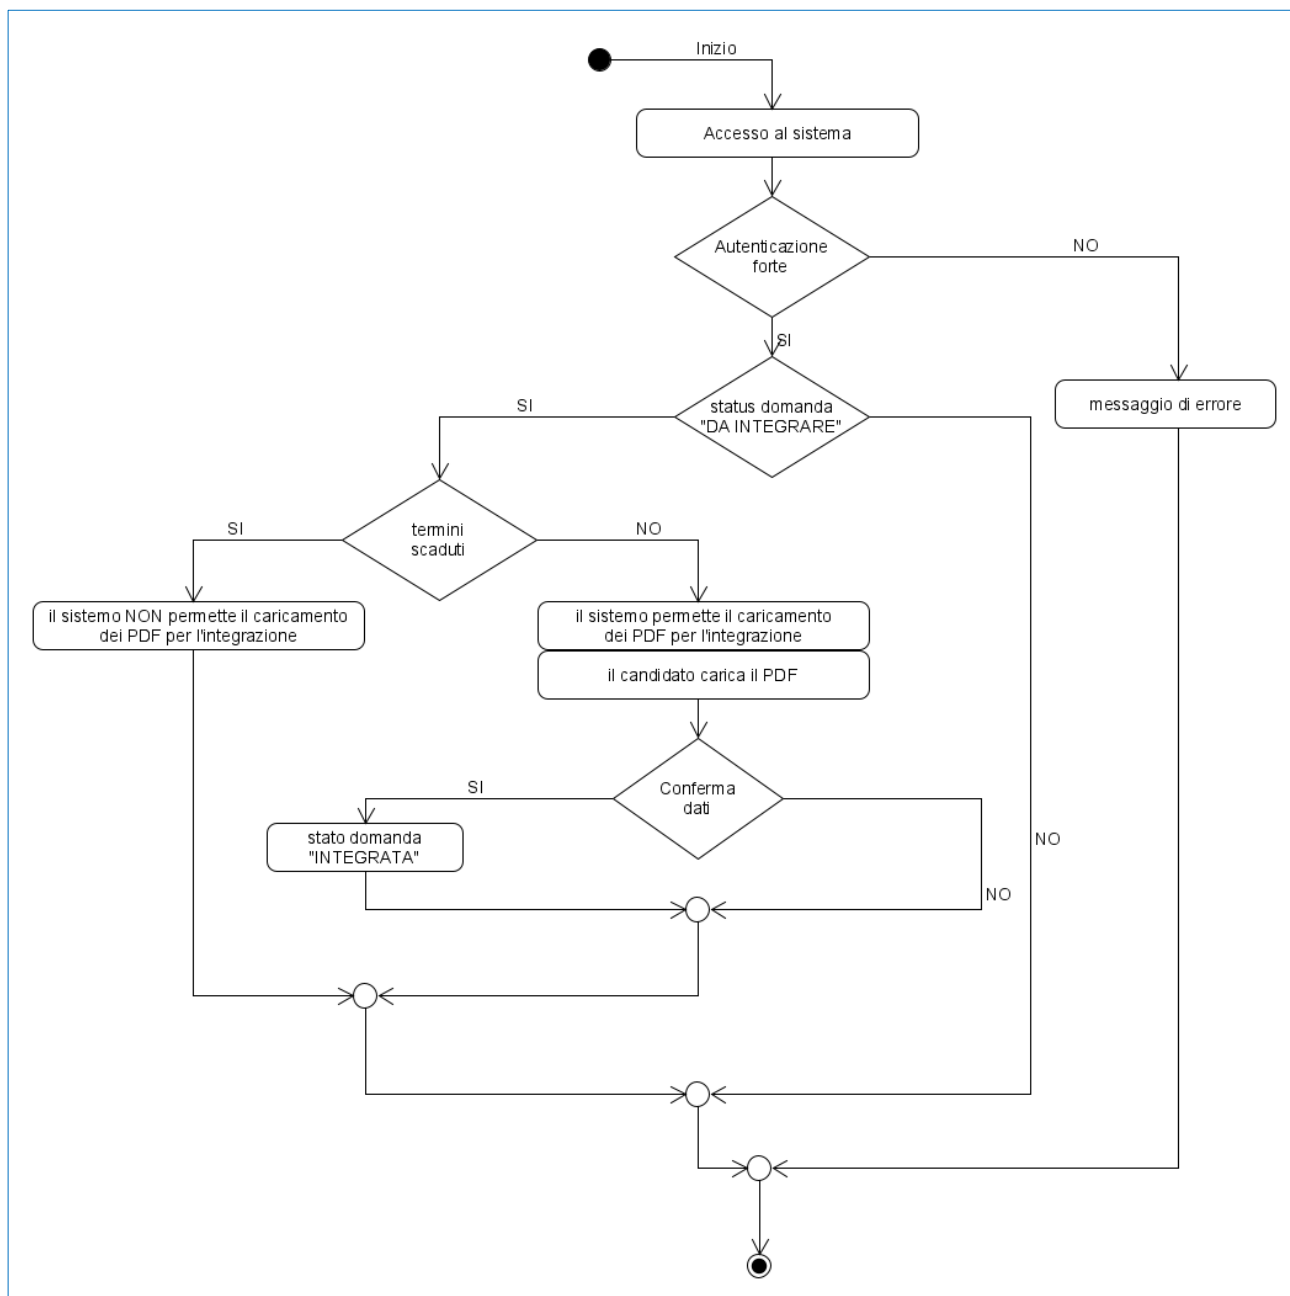 Inizio
Accesso al sistema
Autenticazione
forte
NO
SI
status domanda
"DA INTEGRARE"
SI
messaggio di errore
termini
scaduti
SI
NO
il sistemo NON permette il caricamento
dei PDF per l'integrazione
il sistemo permette il caricamento
dei PDF per l'integrazione
il candidato carica il PDF
Conferma
dati
SI
stato domanda
"INTEGRATA"
NO
NO